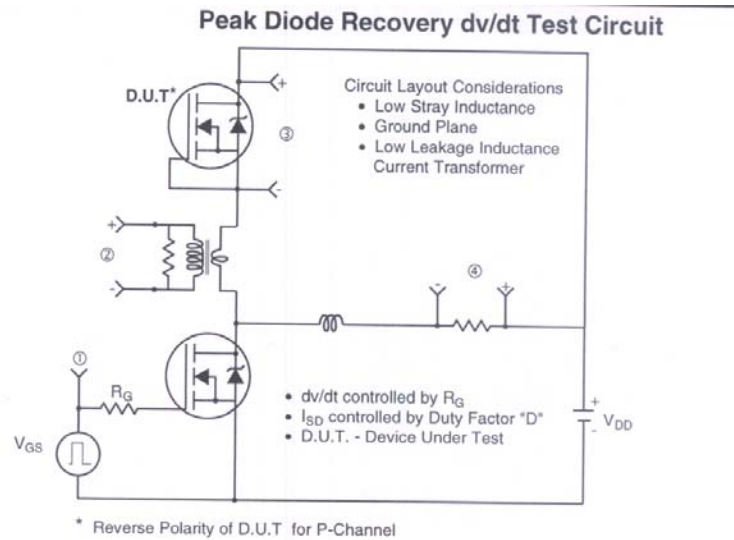 Peak Diode Recovery dv/dt Test Circuit
D.U.T*
+
③
-
Circuit Layout Considerations
• Low Stray Inductance
• Ground Plane
• Low Leakage Inductance
Current Transformer
+
②
-
④
-
+
①
RG
VGS
• dv/dt controlled by RG
• ISD controlled by Duty Factor "D"
• D.U.T. - Device Under Test
+
VDD
-
* Reverse Polarity of D.U.T for P-Channel